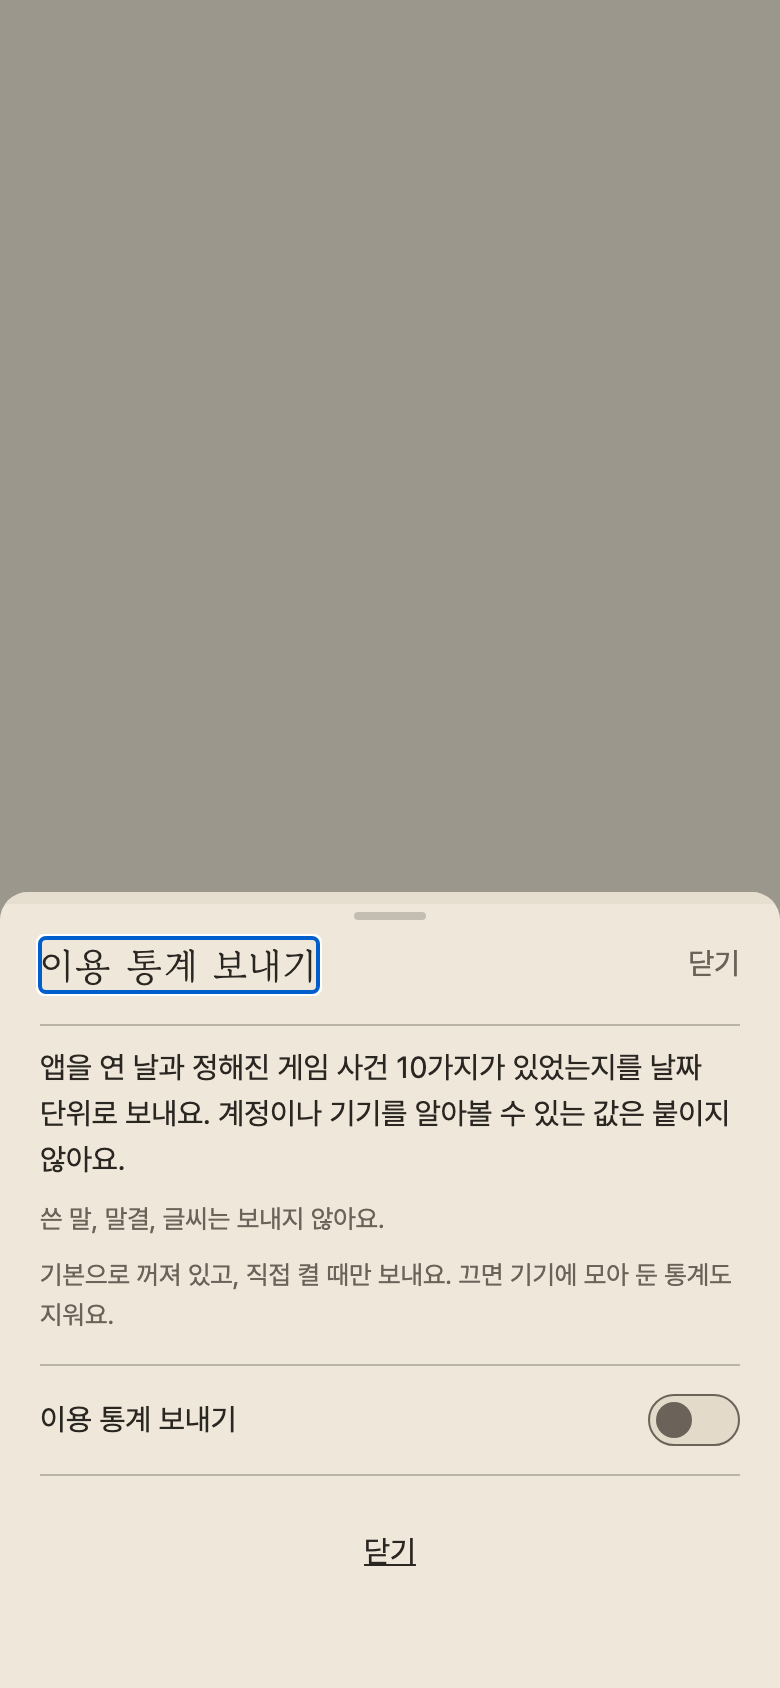 이용 통계 보내기
닫기
앱을 연 날과 정해진 게임 사건 10가지가 있었는지를 날짜
단위로 보내요. 계정이나 기기를 알아볼 수 있는 값은 붙이지
않아요.
쓴 말, 말결, 글씨는 보내지 않아요.
기본으로 꺼져 있고, 직접 켤 때만 보내요. 끄면 기기에 모아 둔 통계도
지워요.
이용 통계 보내기
닫기